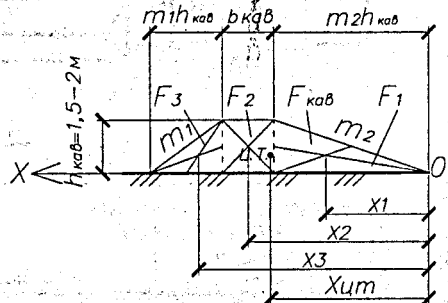 m1hкав bкав m2hкав
hкав=1,5-2м
F3 F2 Fкав F1
m1 m2
Ц.Т.
X O
X1
X2
X3
Xцт